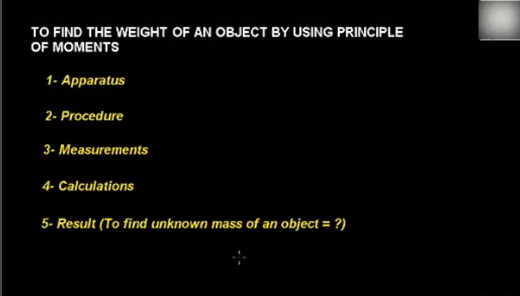 TO FIND THE WEIGHT OF AN OBJECT BY USING PRINCIPLE
OF MOMENTS
1- Apparatus
2- Procedure
3- Measurements
4- Calculations
5- Result (To find unknown mass of an object = ?)